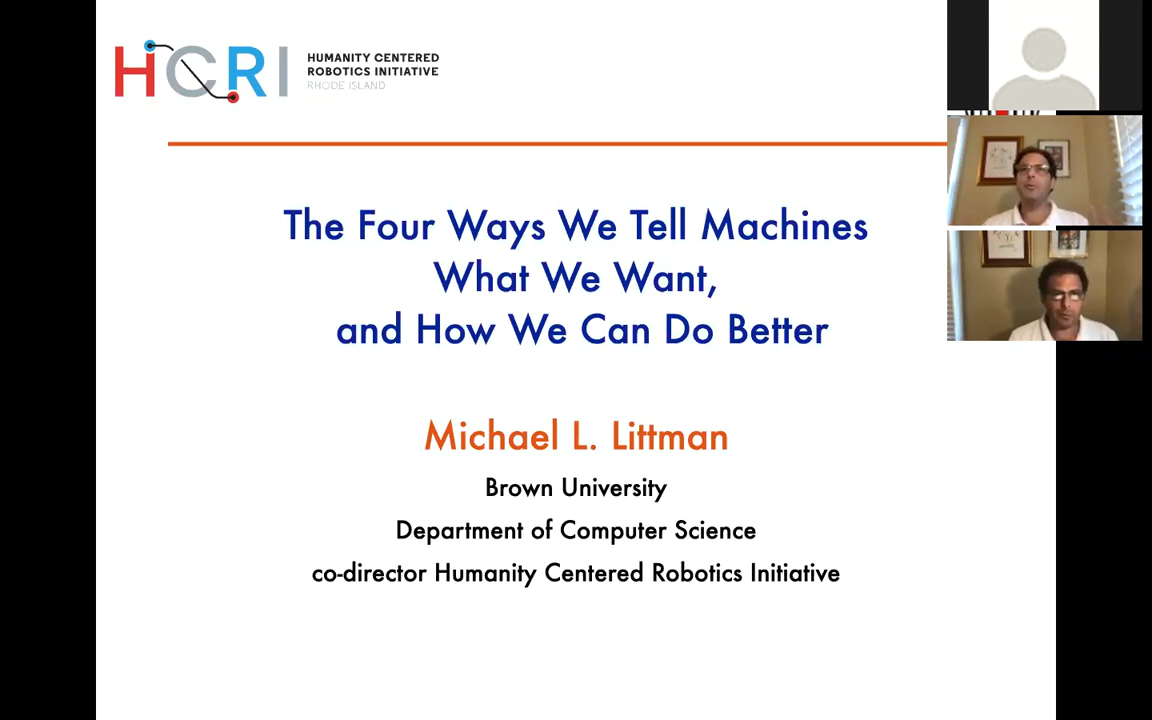 HCRI
HUMANITY CENTERED
ROBOTICS INITIATIVE
RHODE ISLAND
The Four Ways We Tell Machines
What We Want,
and How We Can Do Better
Michael L. Littman
Brown University
Department of Computer Science
co-director Humanity Centered Robotics Initiative